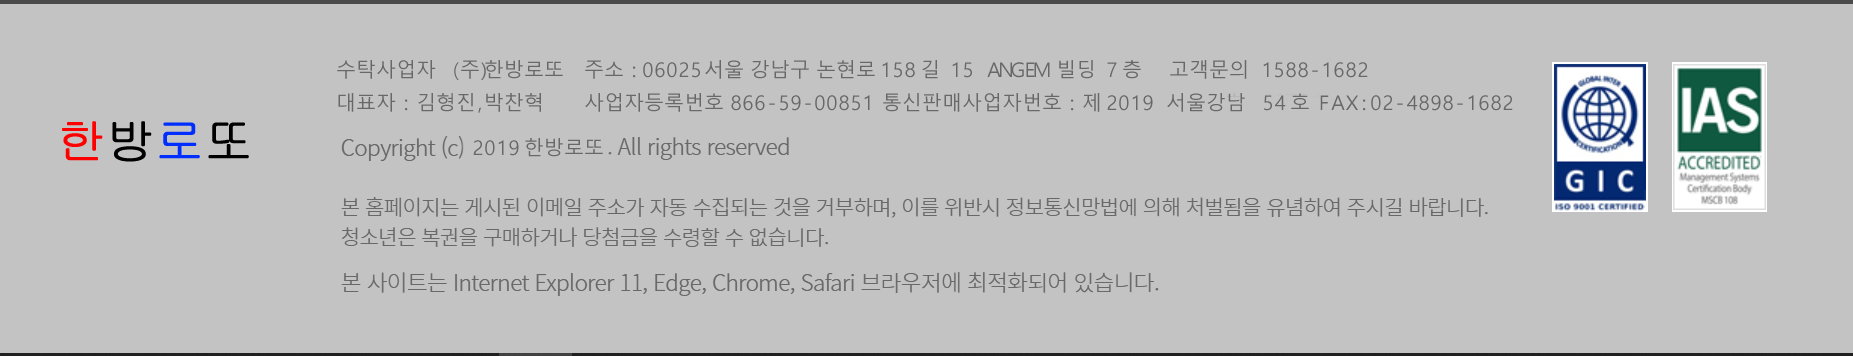 한방로또
수탁사업자 (주)한방로또 주소 : 06025서울 강남구 논현로 158 길 15 ANGEM 빌딩 7 층 고객문의 1588-1682
대표자 : 김형진,박찬혁 사업자등록번호 866-59-00851 통신판매사업자번호 : 제 2019 서울강남 54 호 FAX:02-4898-1682
Copyright (c) 2019 한방로또. All rights reserved
본 홈페이지는 게시된 이메일 주소가 자동 수집되는 것을 거부하며, 이를 위반시 정보통신망법에 의해 처벌됨을 유념하여 주시길 바랍니다.
청소년은 복권을 구매하거나 당첨금을 수령할 수 없습니다.
본 사이트는 Internet Explorer 11, Edge, Chrome, Safari 브라우저에 최적화되어 있습니다.
GLOBAL INTER CERTIFICATION
GIC
ISO 9001 CERTIFIED
IAS
ACCREDITED
Management Systems
Certification Body
MSCB 108